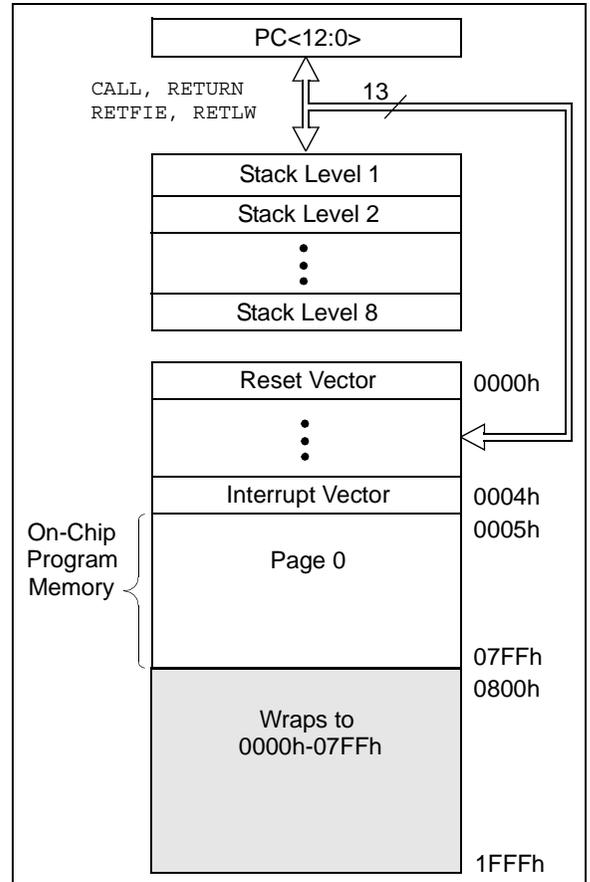 PC<12:0>
CALL, RETURN
RETFIE, RETLW
13
Stack Level 1
Stack Level 2
Stack Level 8
Reset Vector
0000h
Interrupt Vector
0004h
On-Chip
Program
Memory
0005h
Page 0
07FFh
0800h
Wraps to
0000h-07FFh
1FFFh